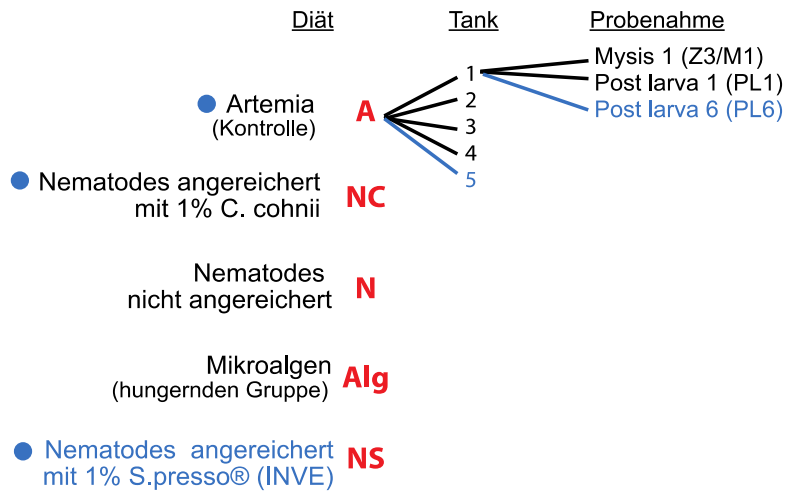 Diät
Tank
Probenahme
Artemia
(Kontrolle)
A
1
2
3
4
5
Mysis 1 (Z3/M1)
Post larva 1 (PL1)
Post larva 6 (PL6)
Nematodes angereichert
mit 1% C. cohnii
NC
Nematodes
nicht angereichert
N
Mikroalgen
(hungernden Gruppe)
Alg
Nematodes angereichert
mit 1% S.presso® (INVE)
NS